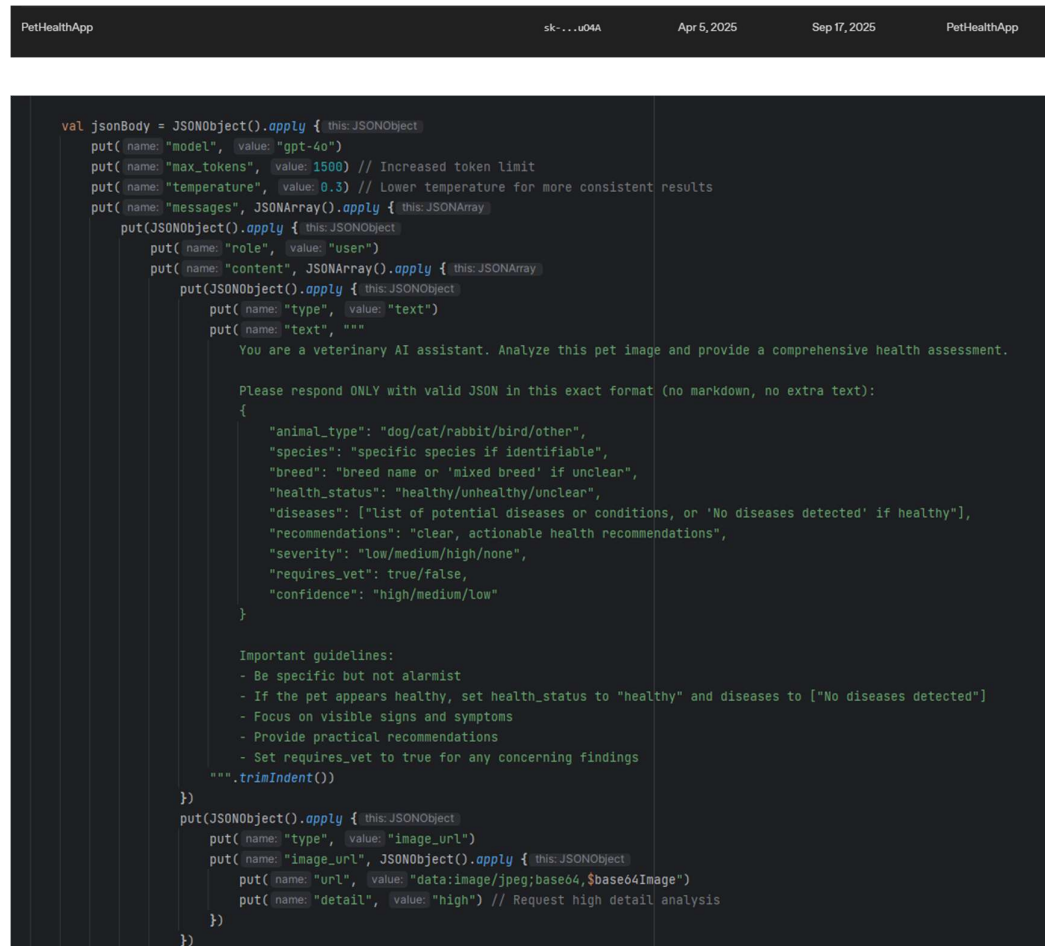 PetHealthApp sk-...u04A Apr 5, 2025 Sep 17, 2025 PetHealthApp
val jsonBody = JSONObject().apply { this: JSONObject
put( name: "model", value: "gpt-4o")
put( name: "max_tokens", value: 1500) // Increased token limit
put( name: "temperature", value: 0.3) // Lower temperature for more consistent results
put( name: "messages", JSONArray().apply { this: JSONArray
put(JSONObject().apply { this: JSONObject
put( name: "role", value: "user")
put( name: "content", JSONArray().apply { this: JSONArray
put(JSONObject().apply { this: JSONObject
put( name: "type", value: "text")
put( name: "text", """
You are a veterinary AI assistant. Analyze this pet image and provide a comprehensive health assessment.
Please respond ONLY with valid JSON in this exact format (no markdown, no extra text):
{
"animal_type": "dog/cat/rabbit/bird/other",
"species": "specific species if identifiable",
"breed": "breed name or 'mixed breed' if unclear",
"health_status": "healthy/unhealthy/unclear",
"diseases": ["list of potential diseases or conditions, or 'No diseases detected' if healthy"],
"recommendations": "clear, actionable health recommendations",
"severity": "low/medium/high/none",
"requires_vet": true/false,
"confidence": "high/medium/low"
}
Important guidelines:
- Be specific but not alarmist
- If the pet appears healthy, set health_status to "healthy" and diseases to ["No diseases detected"]
- Focus on visible signs and symptoms
- Provide practical recommendations
- Set requires_vet to true for any concerning findings
""".trimIndent())
})
put(JSONObject().apply { this: JSONObject
put( name: "type", value: "image_url")
put( name: "image_url", JSONObject().apply { this: JSONObject
put( name: "url", value: "data:image/jpeg;base64,$base64Image")
put( name: "detail", value: "high") // Request high detail analysis
})
})